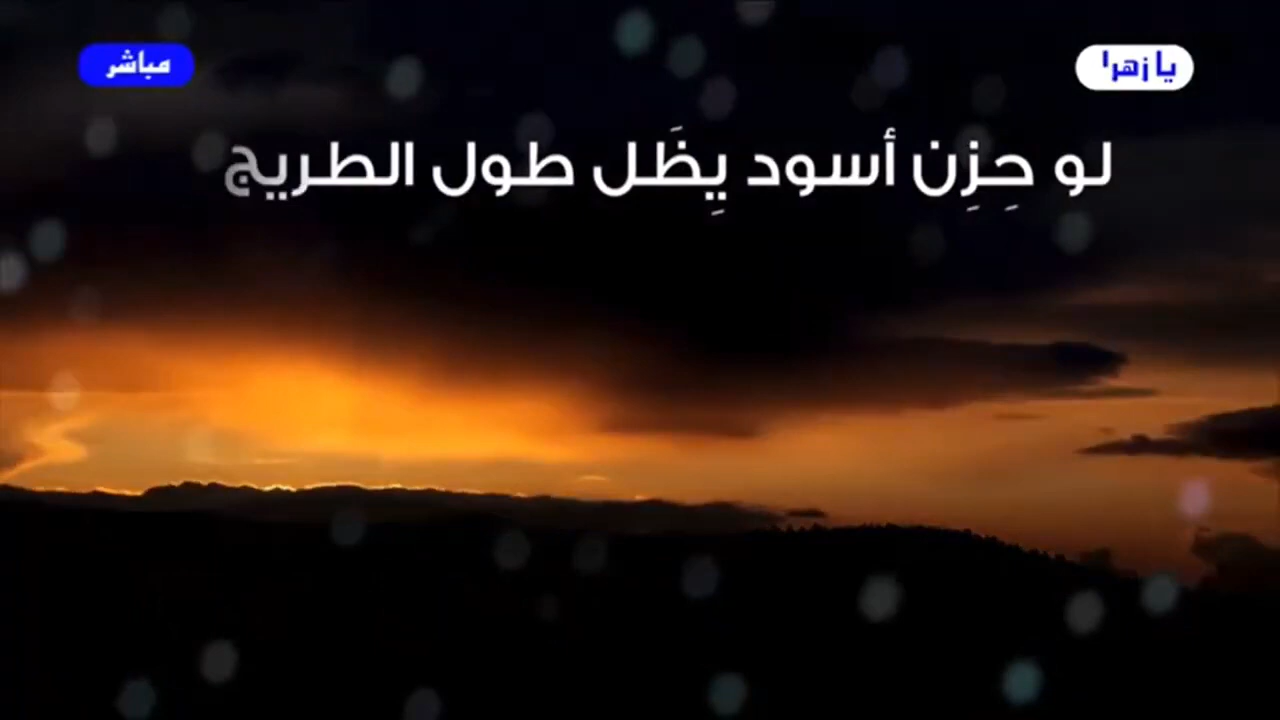 مباشر
يا زهرا
لو حِزِن أسود يِظَل طول الطريج